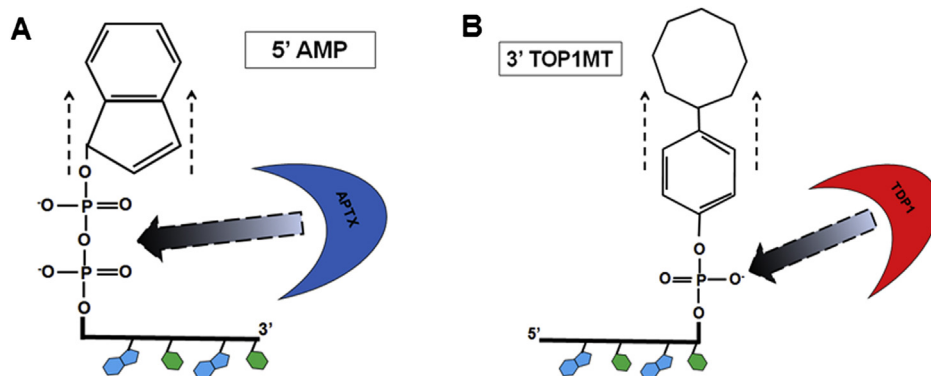 A
5' AMP
O
-O—P=O
O
-O—P=O
O
3'
APTX
B
3' TOP1MT
O
O=P—O-
O
5'
TDP1